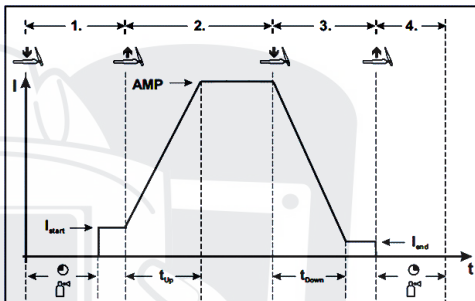 1. 2. 3. 4.
I
AMP
Istart
Iend
t
tUp
tDown